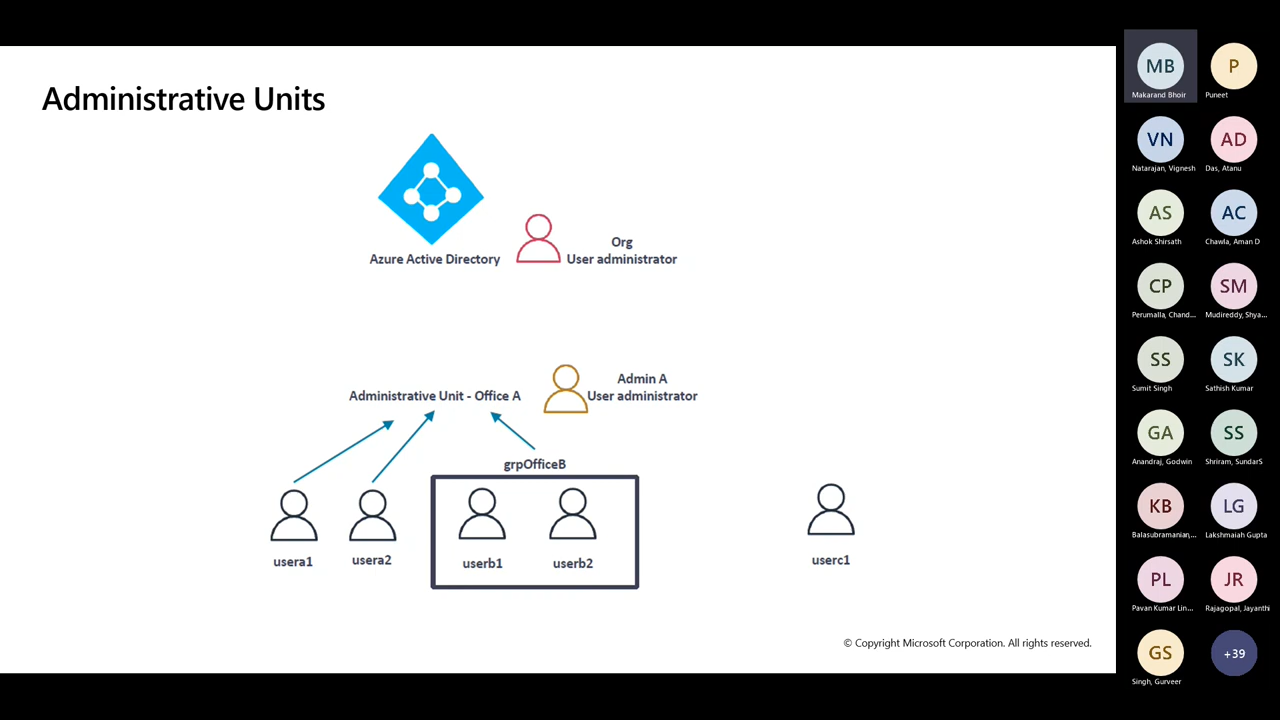 Administrative Units
Azure Active Directory
Org
User administrator
Administrative Unit - Office A
Admin A
User administrator
grpOfficeB
usera1
usera2
userb1
userb2
userc1
© Copyright Microsoft Corporation. All rights reserved.
MB
Makarand Bhoir
P
Puneet
VN
Natarajan, Vignesh
AD
Das, Atanu
AS
Ashok Shirsath
AC
Chawla, Aman D
CP
Perumalla, Chand...
SM
Mudireddy, Shya...
SS
Sumit Singh
SK
Sathish Kumar
GA
Anandraj, Godwin
SS
Shriram, SundarS
KB
Balasubramanian,...
LG
Lakshmaiah Gupta
PL
Pavan Kumar Lin...
JR
Rajagopal, Jayanthi
GS
Singh, Gurveer
+39